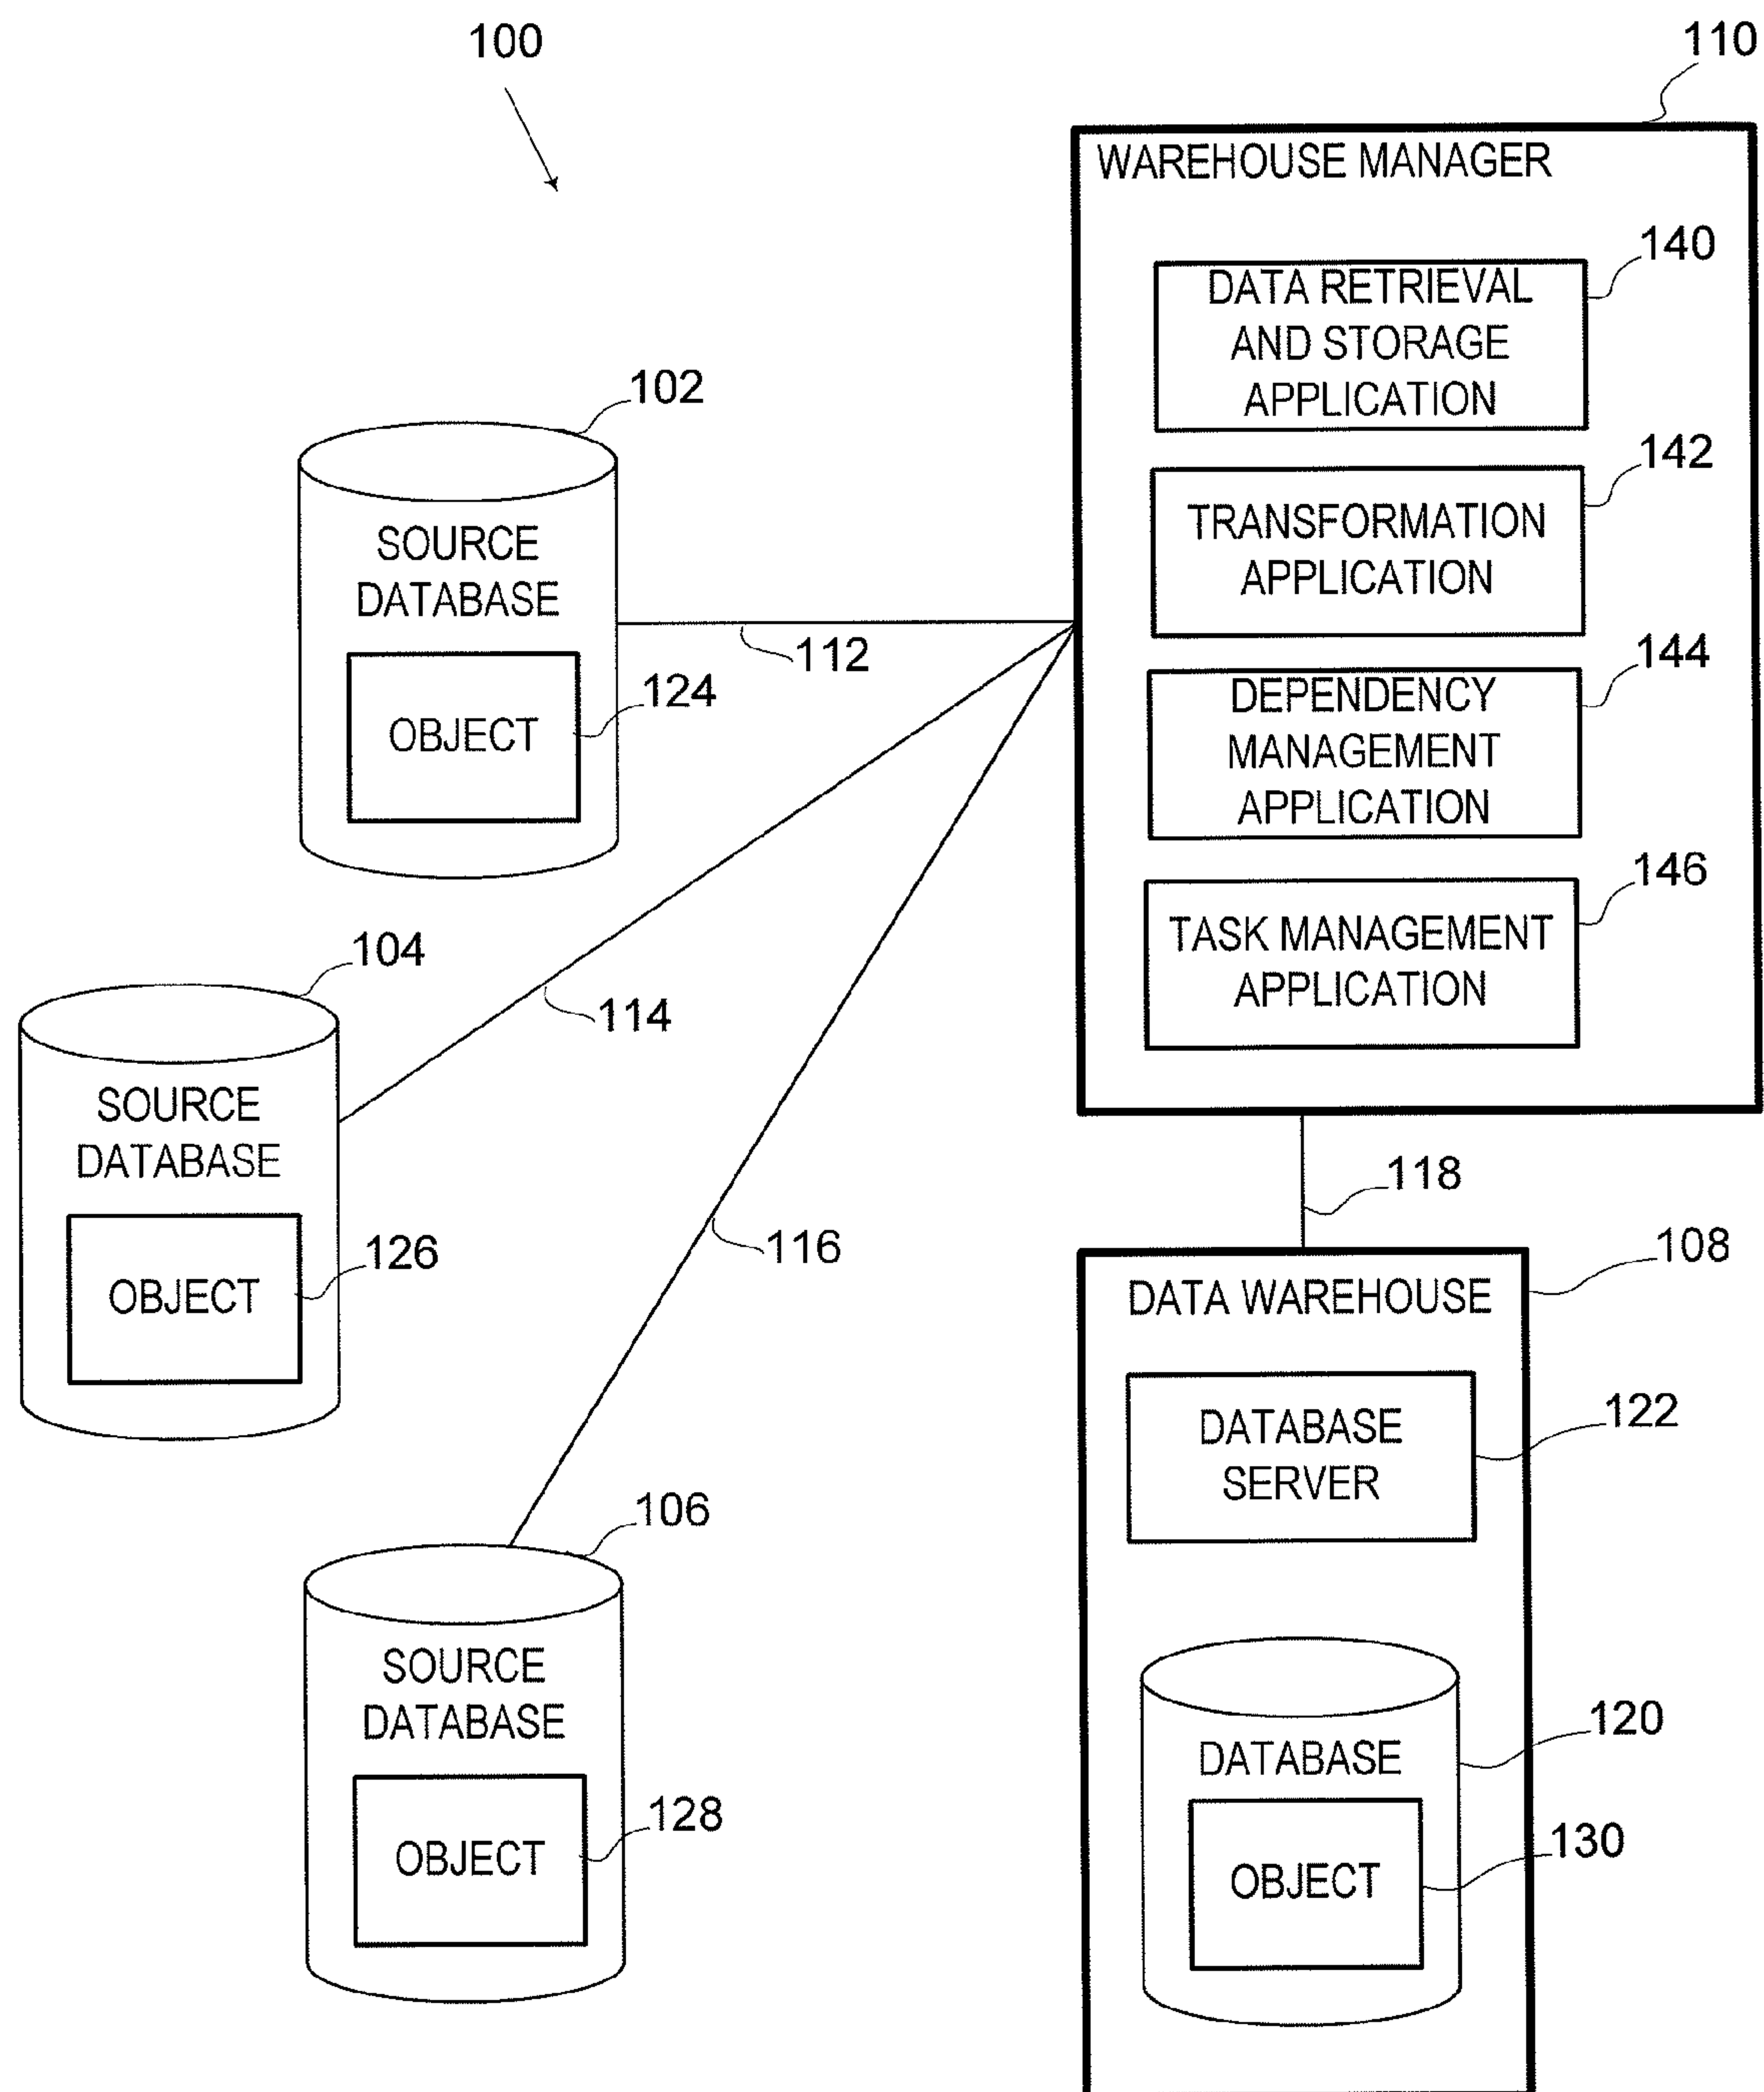 100
110
WAREHOUSE MANAGER
140
DATA RETRIEVAL
AND STORAGE
APPLICATION
142
TRANSFORMATION
APPLICATION
144
DEPENDENCY
MANAGEMENT
APPLICATION
146
TASK MANAGEMENT
APPLICATION
102
SOURCE
DATABASE
112
OBJECT
124
104
SOURCE
DATABASE
114
OBJECT
126
116
106
SOURCE
DATABASE
OBJECT
128
118
108
DATA WAREHOUSE
DATABASE
SERVER
122
120
DATABASE
OBJECT
130